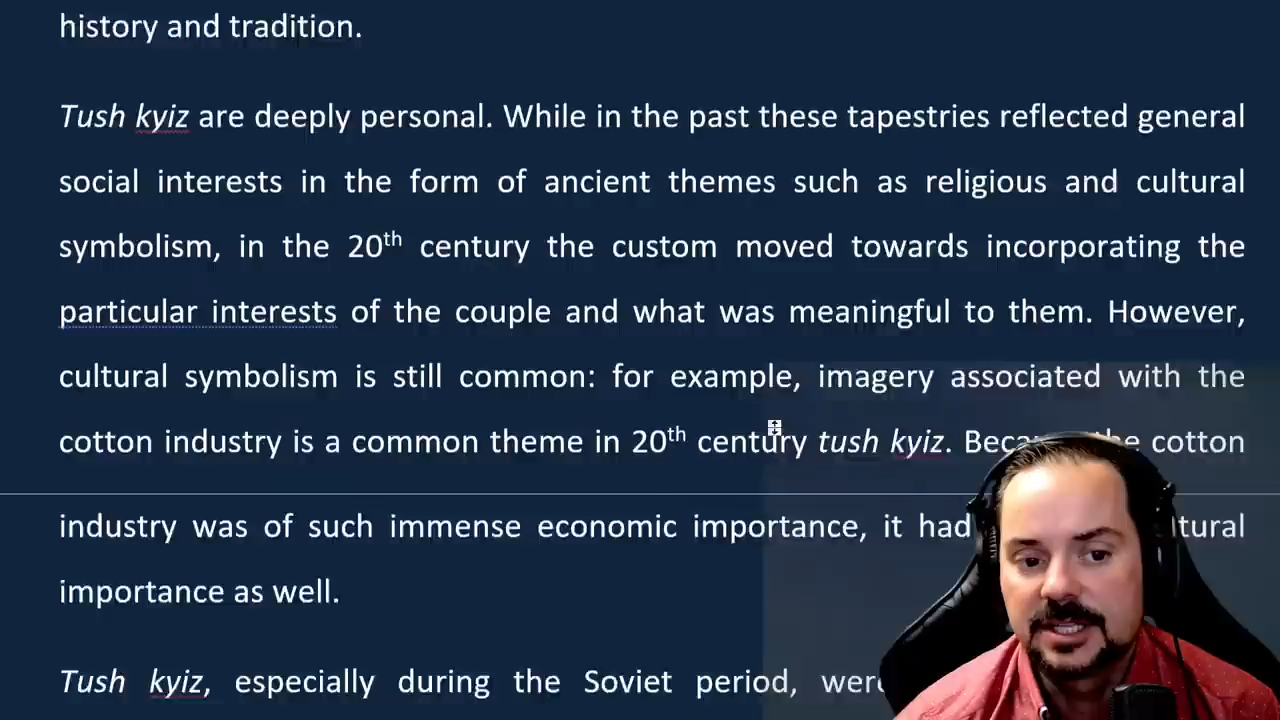 history and tradition.
Tush kyiz are deeply personal. While in the past these tapestries reflected general
social interests in the form of ancient themes such as religious and cultural
symbolism, in the 20th century the custom moved towards incorporating the
particular interests of the couple and what was meaningful to them. However,
cultural symbolism is still common: for example, imagery associated with the
cotton industry is a common theme in 20th century tush kyiz. the cotton
industry was of such immense economic importance, it had
importance as well.
Tush kyiz, especially during the Soviet period,